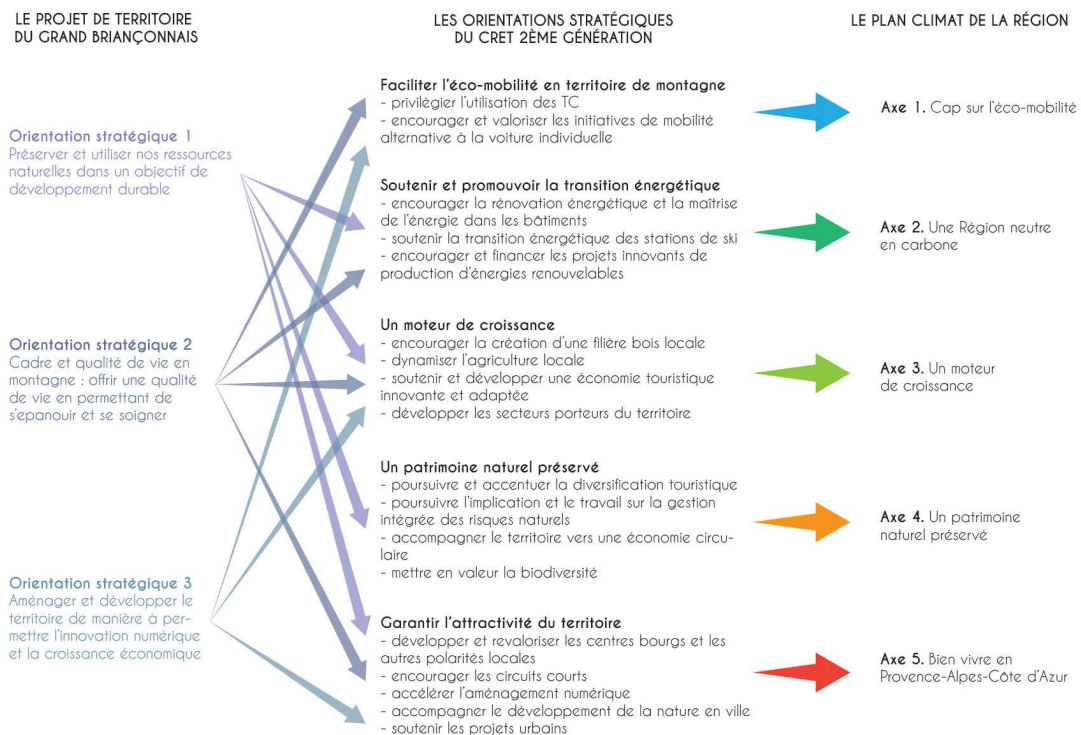 LE PROJET DE TERRITOIRE
DU GRAND BRIANÇONNAIS
Orientation stratégique 1
Préserver et utiliser nos ressources
naturelles dans un objectif de
développement durable
Orientation stratégique 2
Cadre et qualité de vie en
montagne : offrir une qualité
de vie en permettant de
s'epanouir et se soigner
Orientation stratégique 3
Aménager et développer le
territoire de manière à per-
mettre l'innovation numérique
et la croissance économique
LES ORIENTATIONS STRATÉGIQUES
DU CRET 2ÈME GÉNÉRATION
Faciliter l'éco-mobilité en territoire de montagne
- privilégier l'utilisation des TC
- encourager et valoriser les initiatives de mobilité
alternative à la voiture individuelle
Soutenir et promouvoir la transition énergétique
- encourager la rénovation énergétique et la maîtrise
de l'énergie dans les bâtiments
- soutenir la transition énergétique des stations de ski
- encourager et financer les projets innovants de
production d'énergies renouvelables
Un moteur de croissance
- encourager la création d'une filière bois locale
- dynamiser l'agriculture locale
- soutenir et développer une économie touristique
innovante et adaptée
- développer les secteurs porteurs du territoire
Un patrimoine naturel préservé
- poursuivre et accentuer la diversification touristique
- poursuivre l'implication et le travail sur la gestion
intégrée des risques naturels
- accompagner le territoire vers une économie circu-
laire
- mettre en valeur la biodiversité
Garantir l'attractivité du territoire
- développer et revaloriser les centres bourgs et les
autres polarités locales
- encourager les circuits courts
- accélérer l'aménagement numérique
- accompagner le développement de la nature en ville
- soutenir les projets urbains
LE PLAN CLIMAT DE LA RÉGION
Axe 1. Cap sur l'éco-mobilité
Axe 2. Une Région neutre
en carbone
Axe 3. Un moteur
de croissance
Axe 4. Un patrimoine
naturel préservé
Axe 5. Bien vivre en
Provence-Alpes-Côte d'Azur